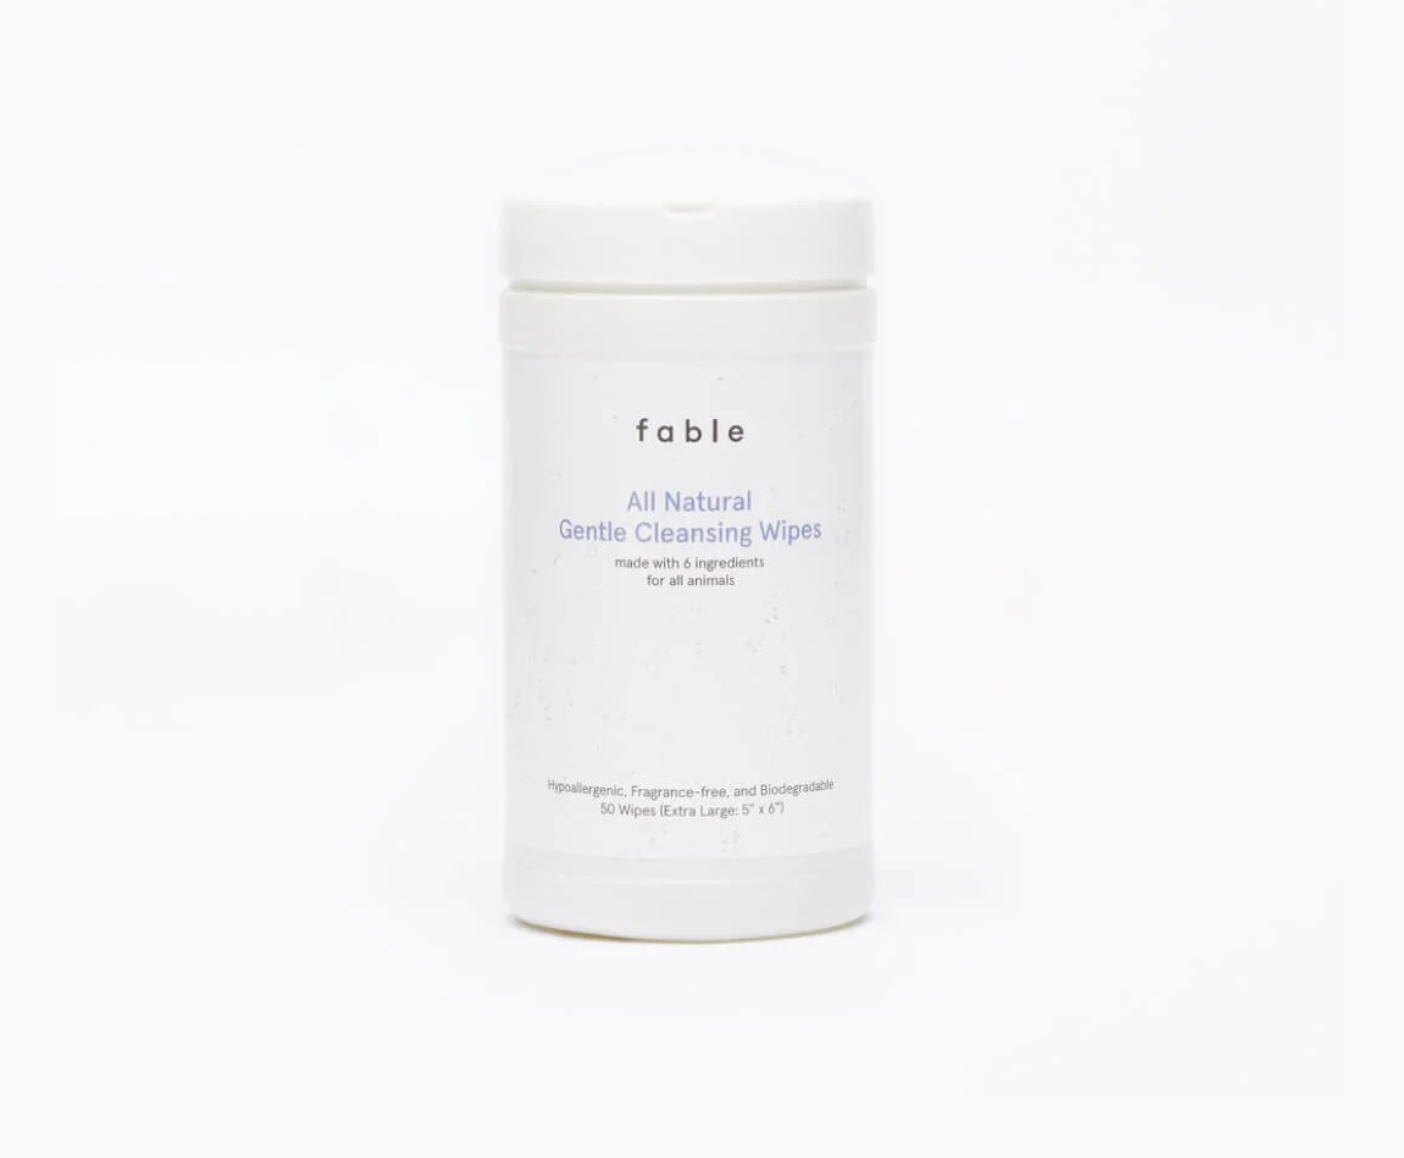 fable
All Natural
Gentle Cleansing Wipes
made with 6 ingredients
for all animals
Hypoallergenic, Fragrance-free, and Biodegradable
50 Wipes (Extra Large: 5" x 6")